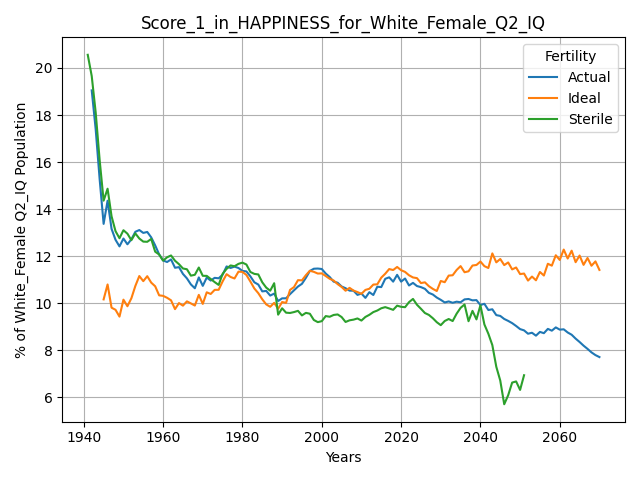 Score_1_in_HAPPINESS_for_White_Female_Q2_IQ
Fertility
Actual
Ideal
Sterile
% of White_Female Q2_IQ Population
20
18
16
14
12
10
8
6
1940
1960
1980
2000
2020
2040
2060
Years